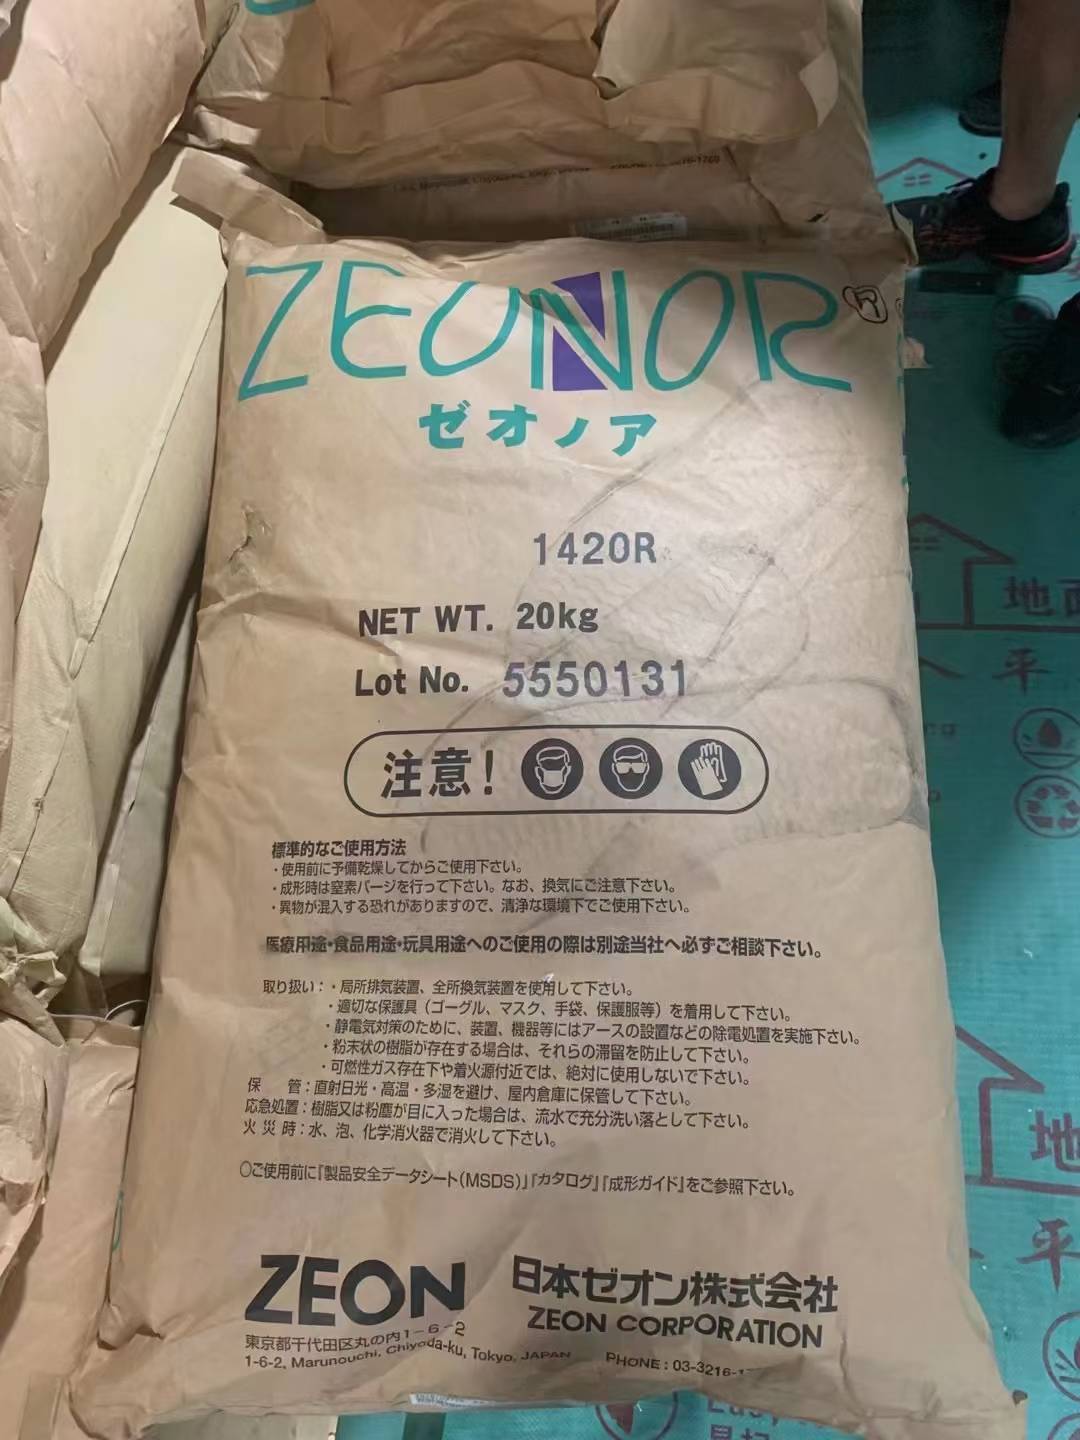 ZEONOR R
ゼオノア
1420R
NET WT. 20kg
Lot No. 5550131
注意!
標準的なご使用方法
・使用前に予備乾燥してからご使用下さい。
・成形時は窒素パージを行って下さい。なお、換気にご注意下さい。
・異物が混入する恐れがありますので、清浄な環境下でご使用下さい。
医療用途・食品用途・玩具用途へのご使用の際は別途当社へ必ずご相談下さい。
取り扱い：・局所排気装置、全所換気装置を使用して下さい。
・適切な保護具（ゴーグル、マスク、手袋、保護服等）を着用して下さい。
・静電気対策のために、装置、機器等にはアースの設置などの除電処置を実施下さい。
・粉末状の樹脂が存在する場合は、それらの滞留を防止して下さい。
・可燃性ガス存在下や着火源付近では、絶対に使用しないで下さい。
保　管：直射日光・高温・多湿を避け、屋内倉庫に保管して下さい。
応急処置：樹脂又は粉塵が目に入った場合は、流水で充分洗い落として下さい。
火災時：水、泡、化学消火器で消火して下さい。
○ご使用前に『製品安全データシート(MSDS)』『カタログ』『成形ガイド』をご参照下さい。
ZEON 日本ゼオン株式会社
ZEON CORPORATION
東京都千代田区丸の内1-6-2
1-6-2, Marunouchi, Chiyoda-ku, Tokyo, JAPAN PHONE : 03-3216-1
地面
平
地
平